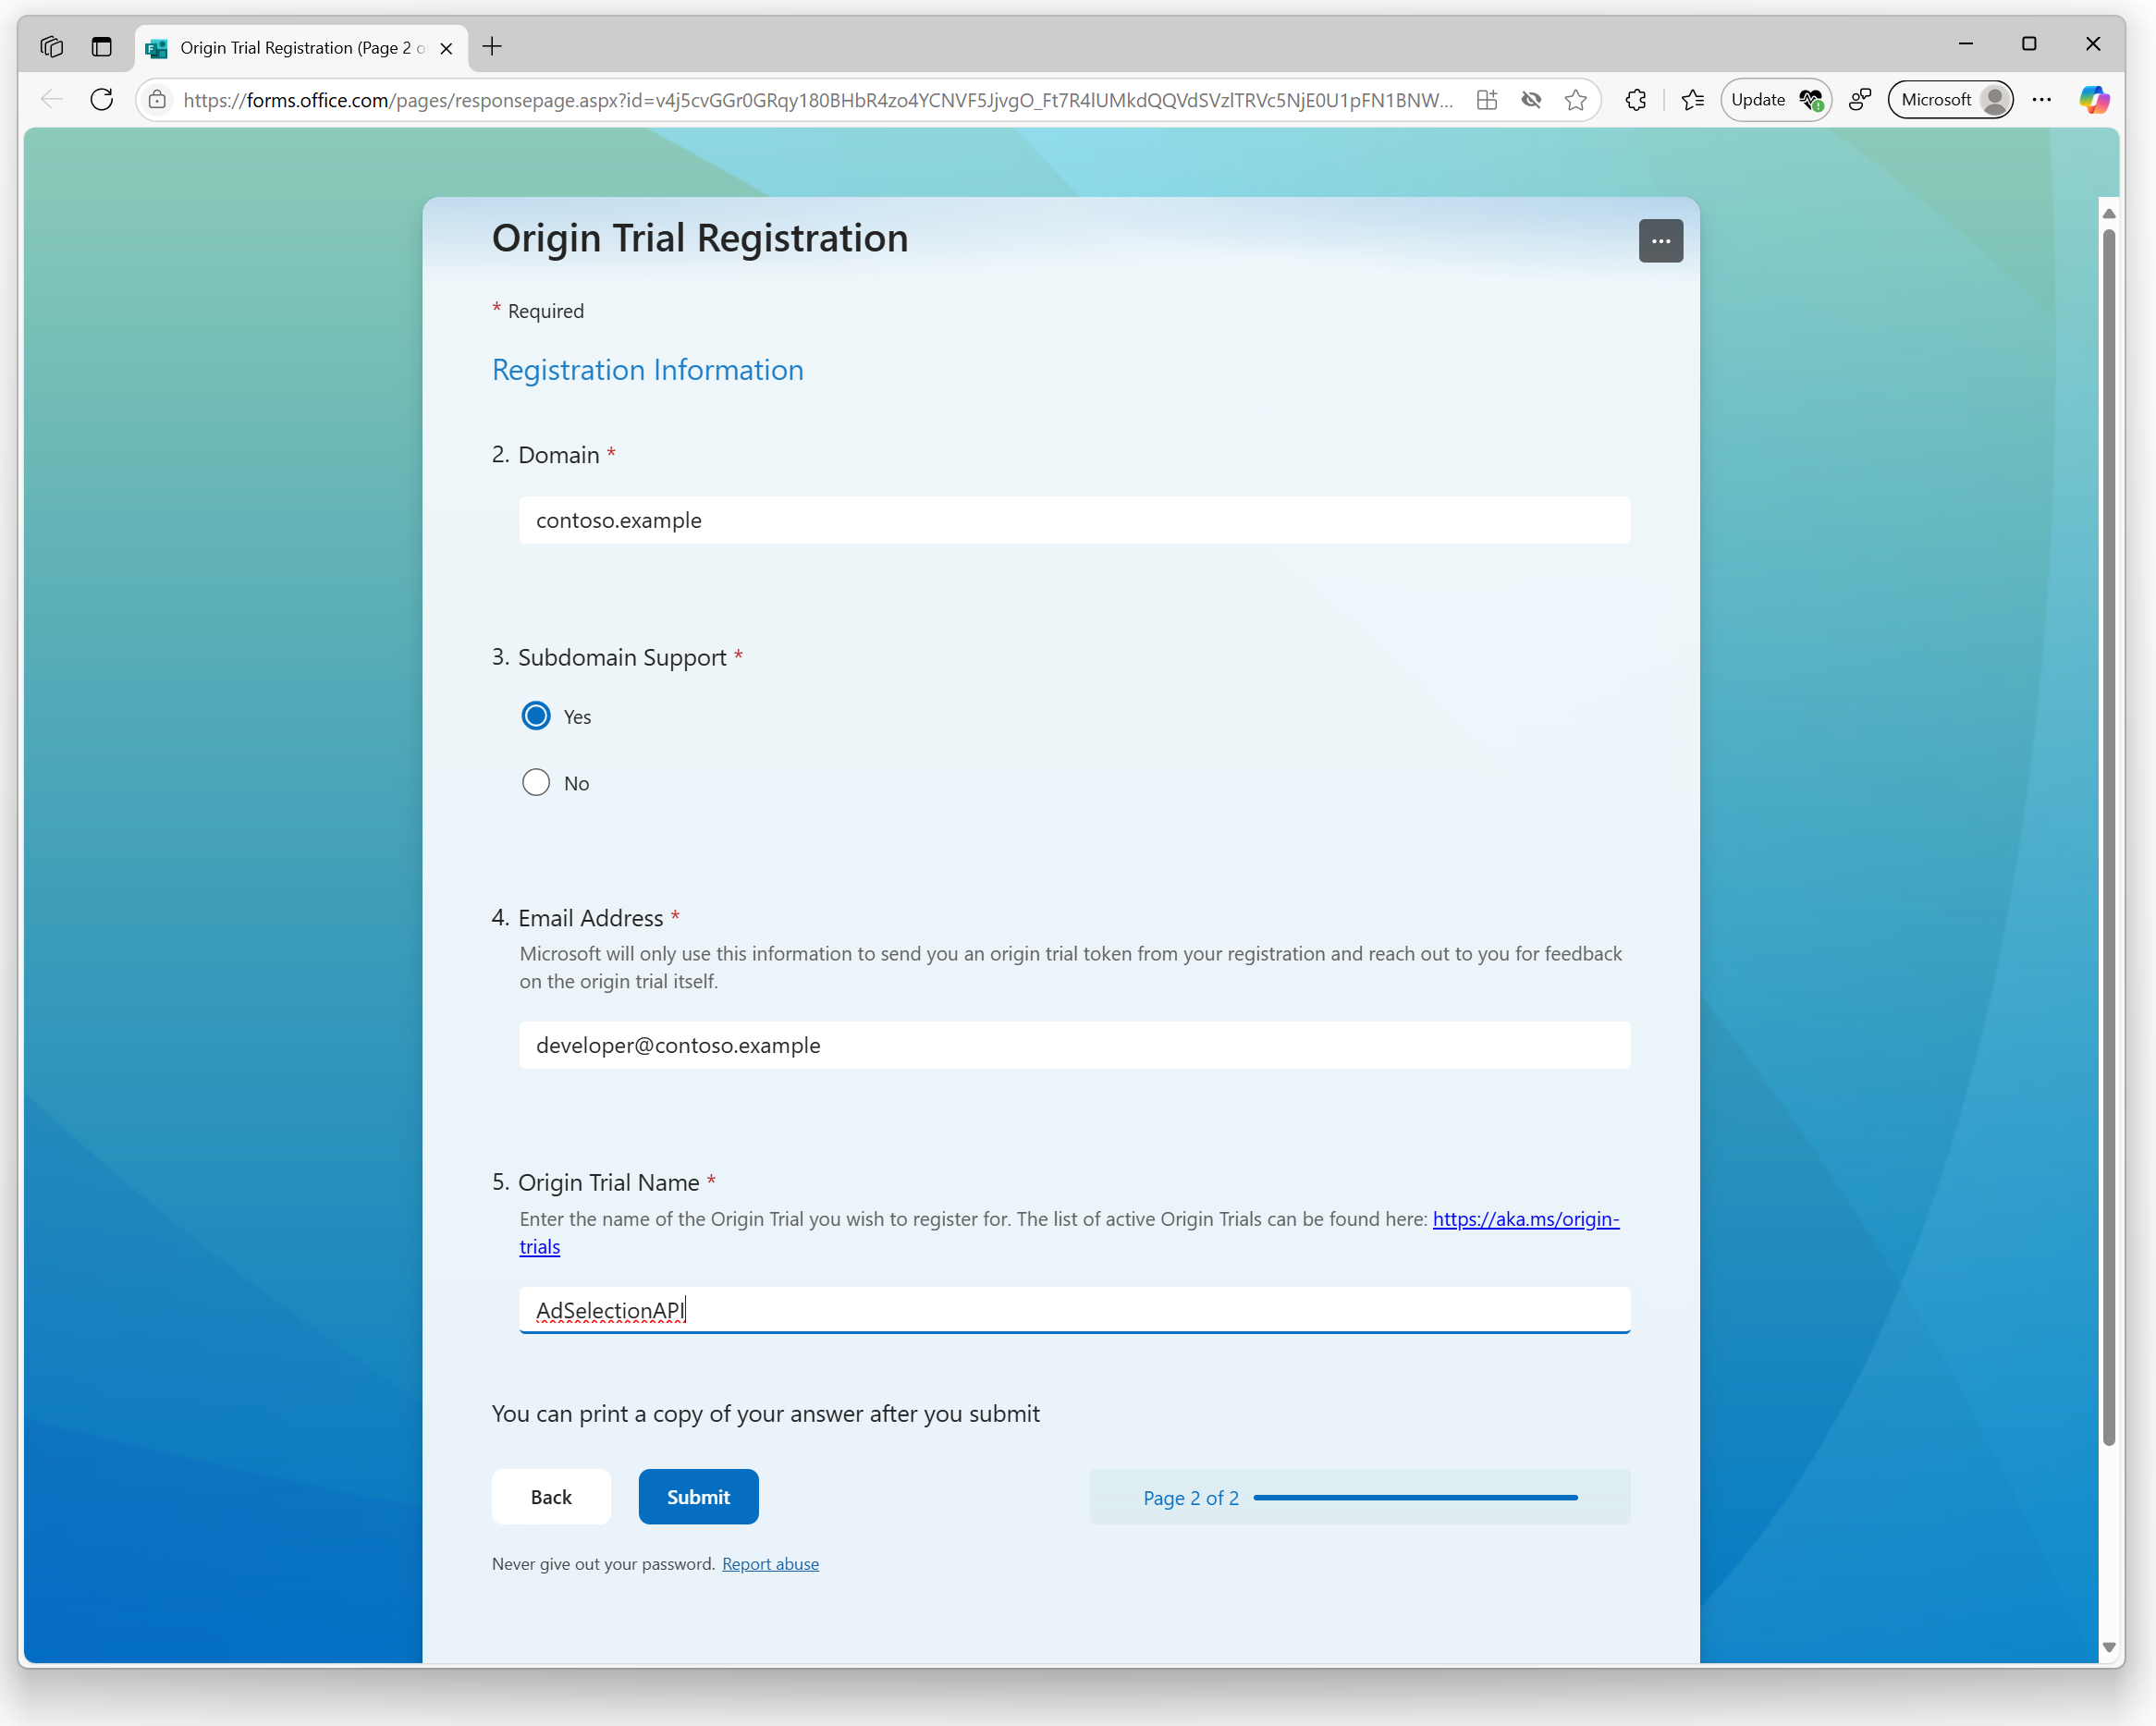 Origin Trial Registration (Page 2 o
https://forms.office.com/pages/responsepage.aspx?id=v4j5cvGGr0GRqy180BHbR4zo4YCNVF5JjvgO_Ft7R4lUMkdQQVdSVzlTRVc5NjE0U1pFN1BNW...
Update
Microsoft
Origin Trial Registration
* Required
Registration Information
2. Domain *
contoso.example
3. Subdomain Support *
Yes
No
4. Email Address *
Microsoft will only use this information to send you an origin trial token from your registration and reach out to you for feedback
on the origin trial itself.
developer@contoso.example
5. Origin Trial Name *
Enter the name of the Origin Trial you wish to register for. The list of active Origin Trials can be found here: https://aka.ms/origin-
trials
AdSelectionAPI
You can print a copy of your answer after you submit
Back
Submit
Page 2 of 2
Never give out your password. Report abuse